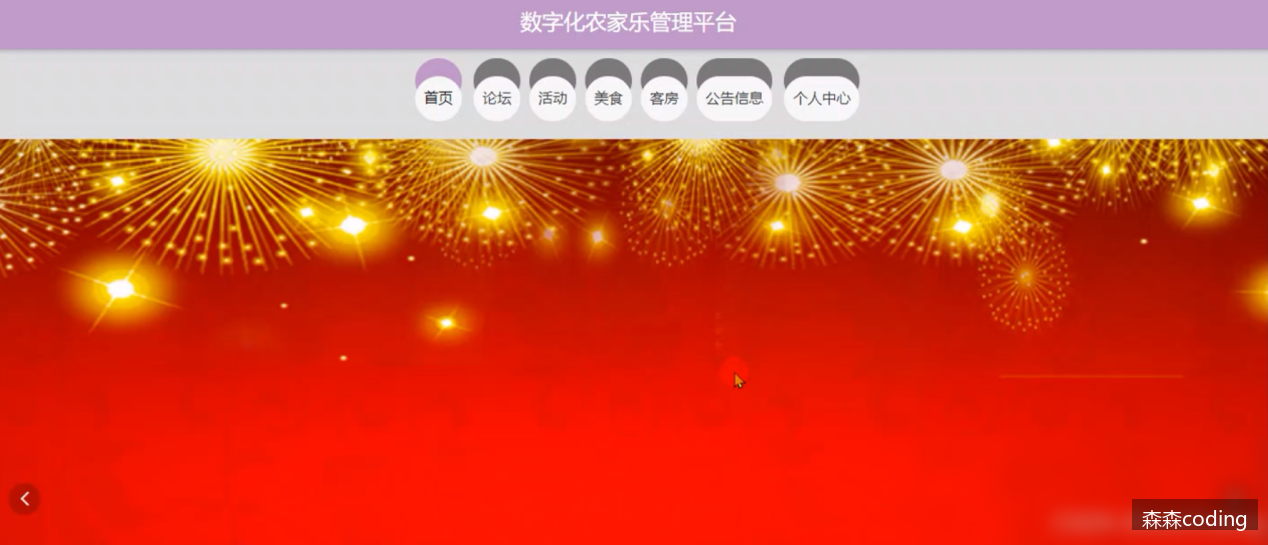 数字化农家乐管理平台
首页 论坛 活动 美食 客房 公告信息 个人中心
森森coding